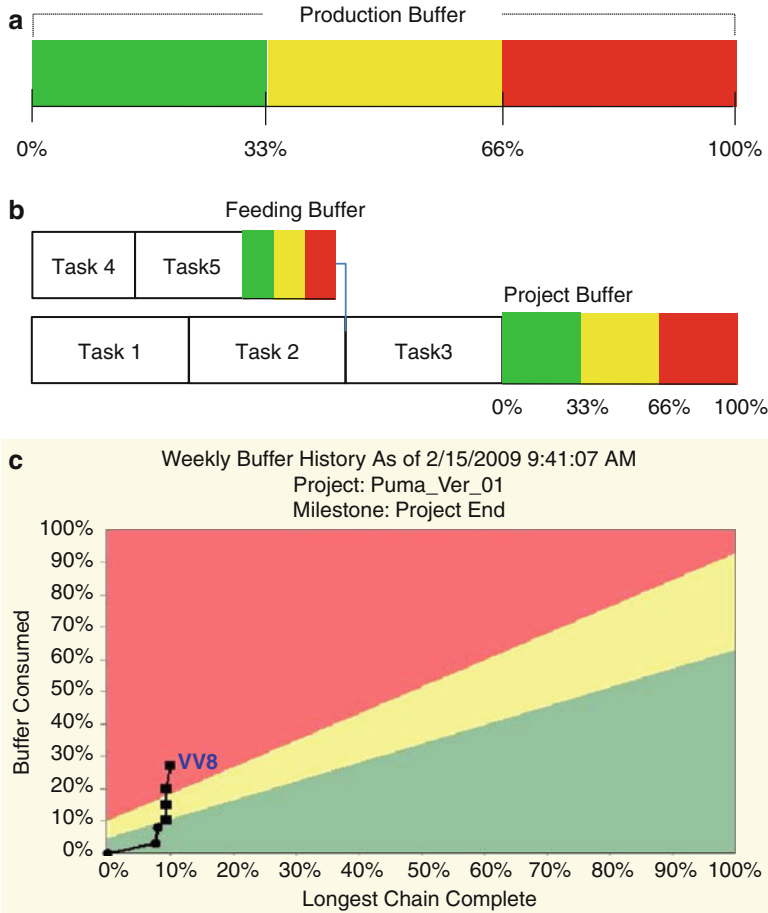 a
Production Buffer
0% 33% 66% 100%
b
Feeding Buffer
Task 4 Task5
Project Buffer
Task 1 Task 2 Task3
0% 33% 66% 100%
c
Weekly Buffer History As of 2/15/2009 9:41:07 AM
Project: Puma_Ver_01
Milestone: Project End
100%
90%
80%
70%
60%
50%
40%
30%
20%
10%
0%
Buffer Consumed
VV8
0% 10% 20% 30% 40% 50% 60% 70% 80% 90% 100%
Longest Chain Complete